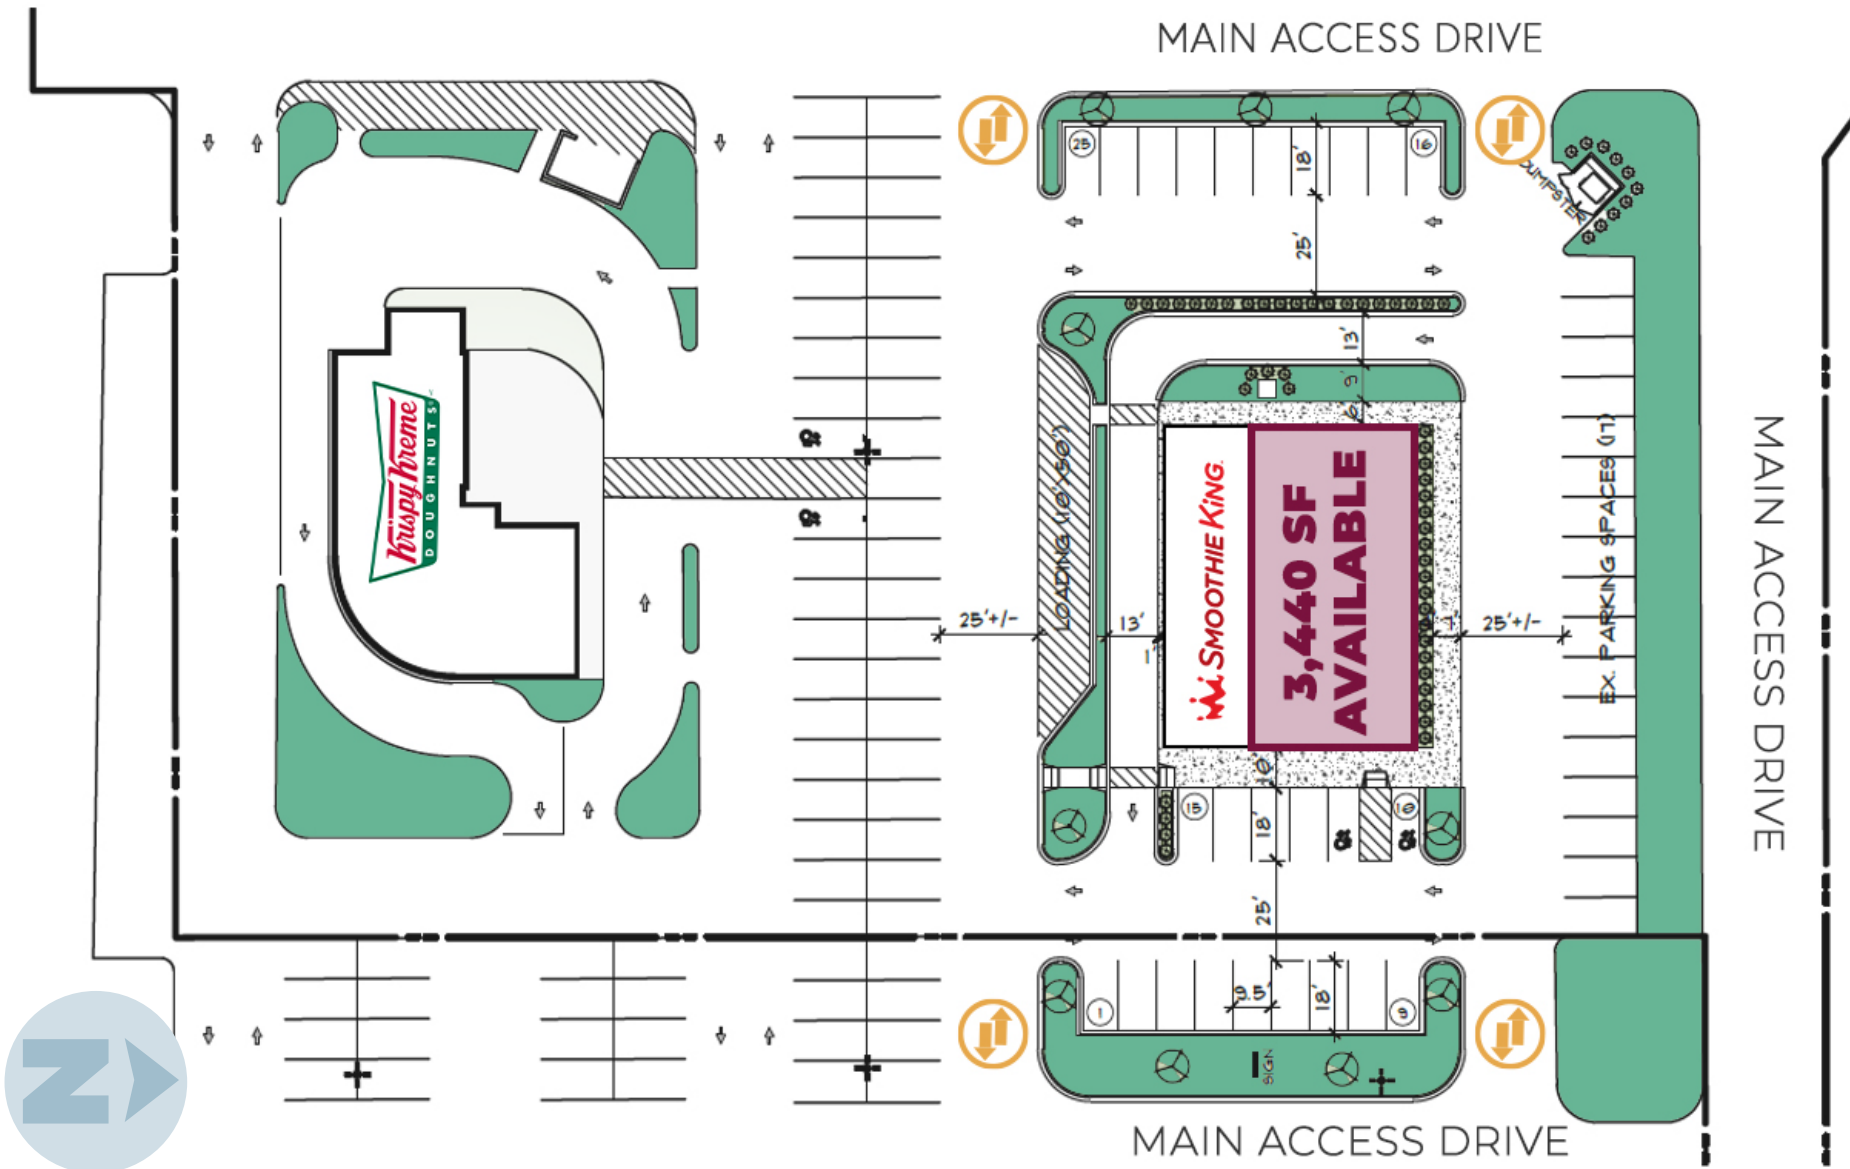 MAIN ACCESS DRIVE
25
16
18'
DUMPSTER
25'
13'
9'
6'
Krispy Kreme
DOUGHNUTS
LOADING (10'X50')
SMOOTHIE KING
3,440 SF
AVAILABLE
EX. PARKING SPACES (17)
MAIN ACCESS DRIVE
25'+/-
13'
25'+/-
10'
15
10
18'
25'
9.5'
18'
1
9
SIGN
N
MAIN ACCESS DRIVE